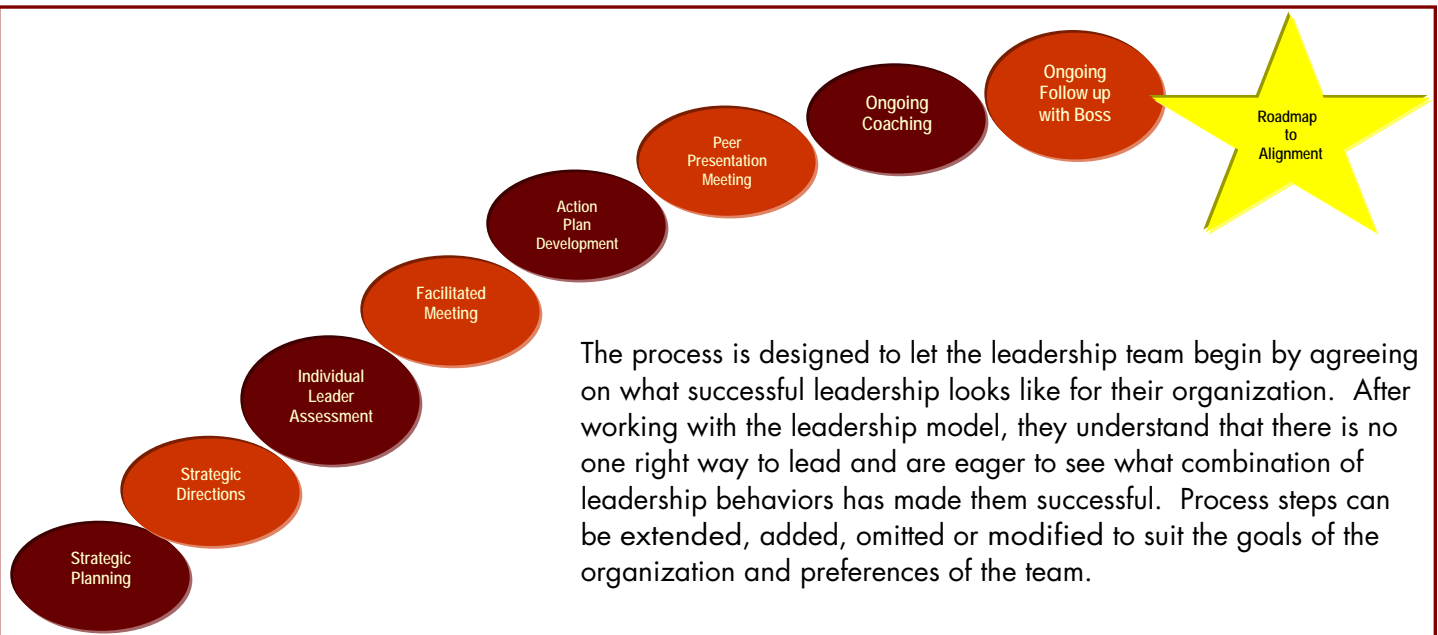 Strategic
Planning
Strategic
Directions
Individual
Leader
Assessment
Facilitated
Meeting
Action
Plan
Development
Peer
Presentation
Meeting
Ongoing
Coaching
Ongoing
Follow up
with Boss
Roadmap
to
Alignment
The process is designed to let the leadership team begin by agreeing
on what successful leadership looks like for their organization.  After
working with the leadership model, they understand that there is no
one right way to lead and are eager to see what combination of
leadership behaviors has made them successful.  Process steps can
be extended, added, omitted or modified to suit the goals of the
organization and preferences of the team.